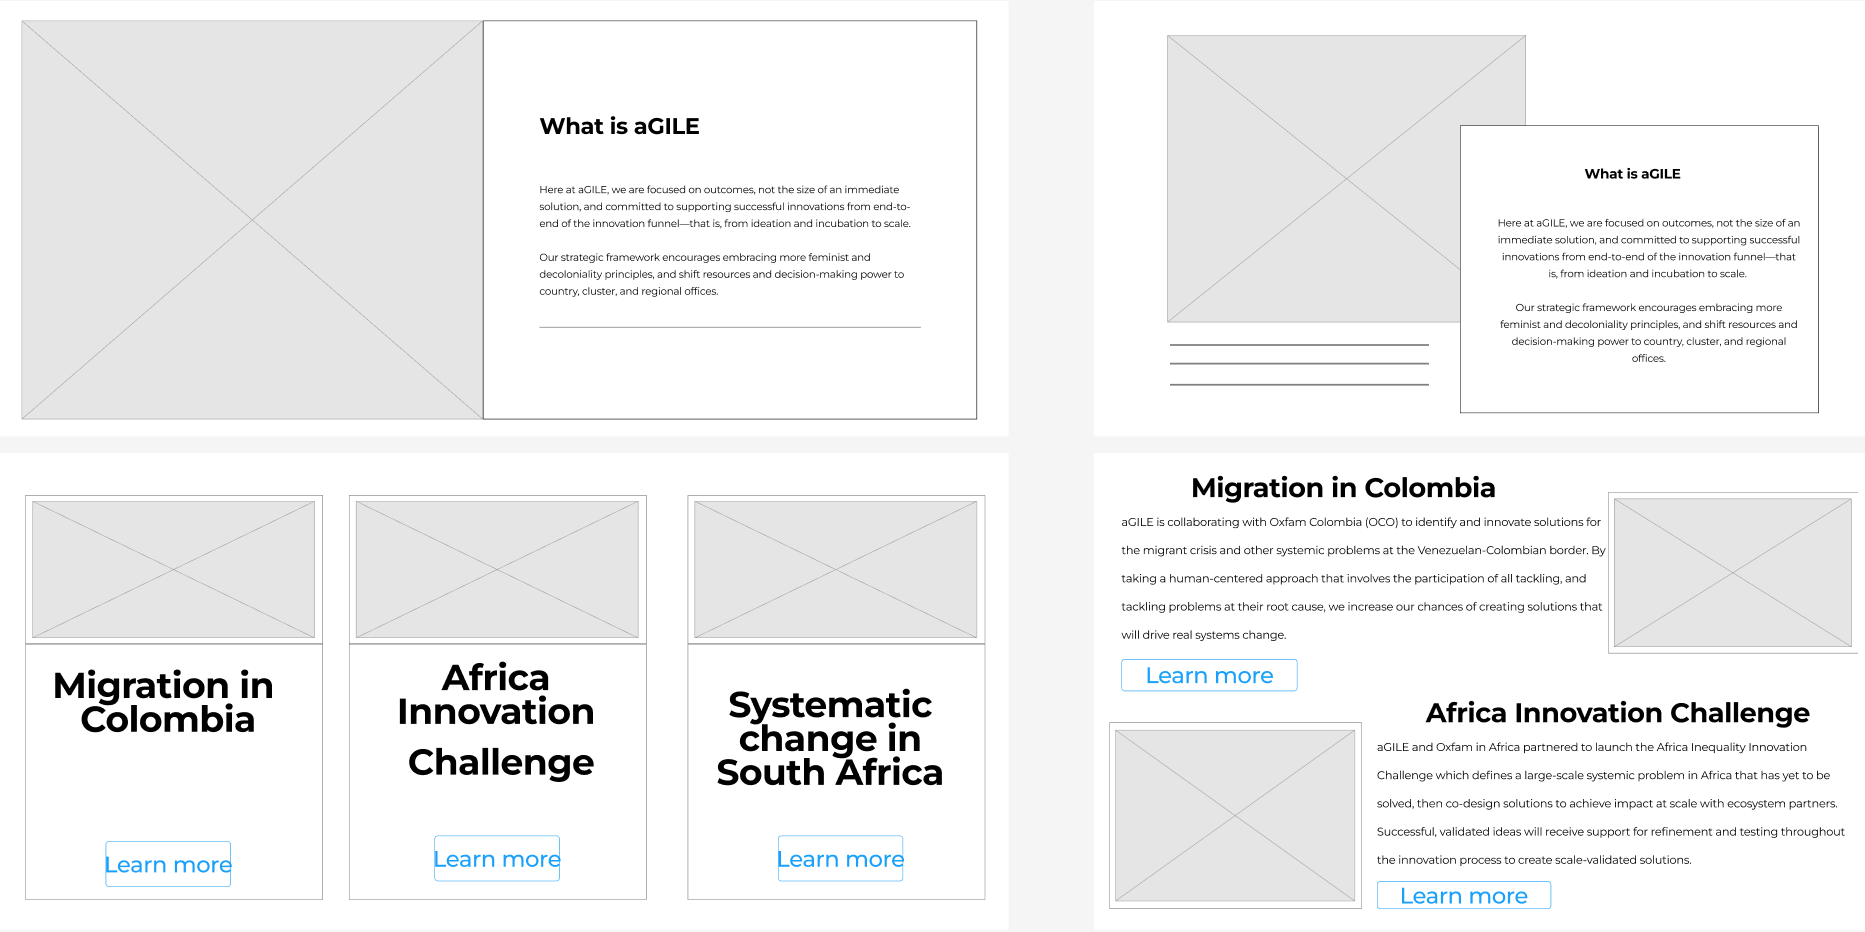 What is aGILE
Here at aGILE, we are focused on outcomes, not the size of an immediate
solution, and committed to supporting successful innovations from end-to-
end of the innovation funnel—that is, from ideation and incubation to scale.
Our strategic framework encourages embracing more feminist and
decoloniality principles, and shift resources and decision-making power to
country, cluster, and regional offices.
What is aGILE
Here at aGILE, we are focused on outcomes, not the size of an
immediate solution, and committed to supporting successful
innovations from end-to-end of the innovation funnel—that
is, from ideation and incubation to scale.
Our strategic framework encourages embracing more
feminist and decoloniality principles, and shift resources and
decision-making power to country, cluster, and regional
offices.
Migration in
Colombia
Learn more
Africa
Innovation
Challenge
Learn more
Systematic
change in
South Africa
Learn more
Migration in Colombia
aGILE is collaborating with Oxfam Colombia (OCO) to identify and innovate solutions for
the migrant crisis and other systemic problems at the Venezuelan-Colombian border. By
taking a human-centered approach that involves the participation of all tackling, and
tackling problems at their root cause, we increase our chances of creating solutions that
will drive real systems change.
Learn more
Africa Innovation Challenge
aGILE and Oxfam in Africa partnered to launch the Africa Inequality Innovation
Challenge which defines a large-scale systemic problem in Africa that has yet to be
solved, then co-design solutions to achieve impact at scale with ecosystem partners.
Successful, validated ideas will receive support for refinement and testing throughout
the innovation process to create scale-validated solutions.
Learn more